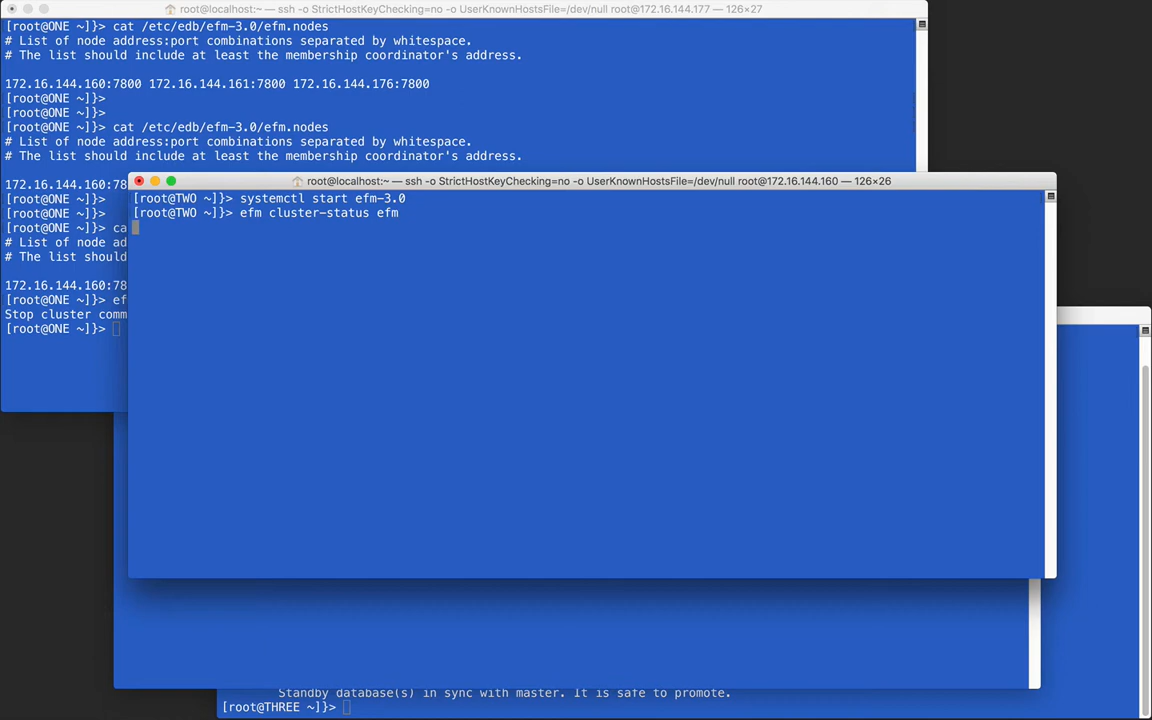 root@localhost:~ — ssh -o StrictHostKeyChecking=no -o UserKnownHostsFile=/dev/null root@172.16.144.177 — 126×27
[root@ONE ~]}> cat /etc/edb/efm-3.0/efm.nodes
# List of node address:port combinations separated by whitespace.
# The list should include at least the membership coordinator's address.
172.16.144.160:7800 172.16.144.161:7800 172.16.144.176:7800
[root@ONE ~]}>
[root@ONE ~]}>
[root@ONE ~]}> cat /etc/edb/efm-3.0/efm.nodes
# List of node address:port combinations separated by whitespace.
# The list should include at least the membership coordinator's address.
172.16.144.160:78
[root@ONE ~]}>
[root@ONE ~]}>
[root@ONE ~]}> ca
# List of node ad
# The list should
172.16.144.160:78
[root@ONE ~]}> ef
Stop cluster comm
[root@ONE ~]}>
root@localhost:~ — ssh -o StrictHostKeyChecking=no -o UserKnownHostsFile=/dev/null root@172.16.144.160 — 126×26
[root@TWO ~]}> systemctl start efm-3.0
[root@TWO ~]}> efm cluster-status efm
Standby database(s) in sync with master. It is safe to promote.
[root@THREE ~]}>